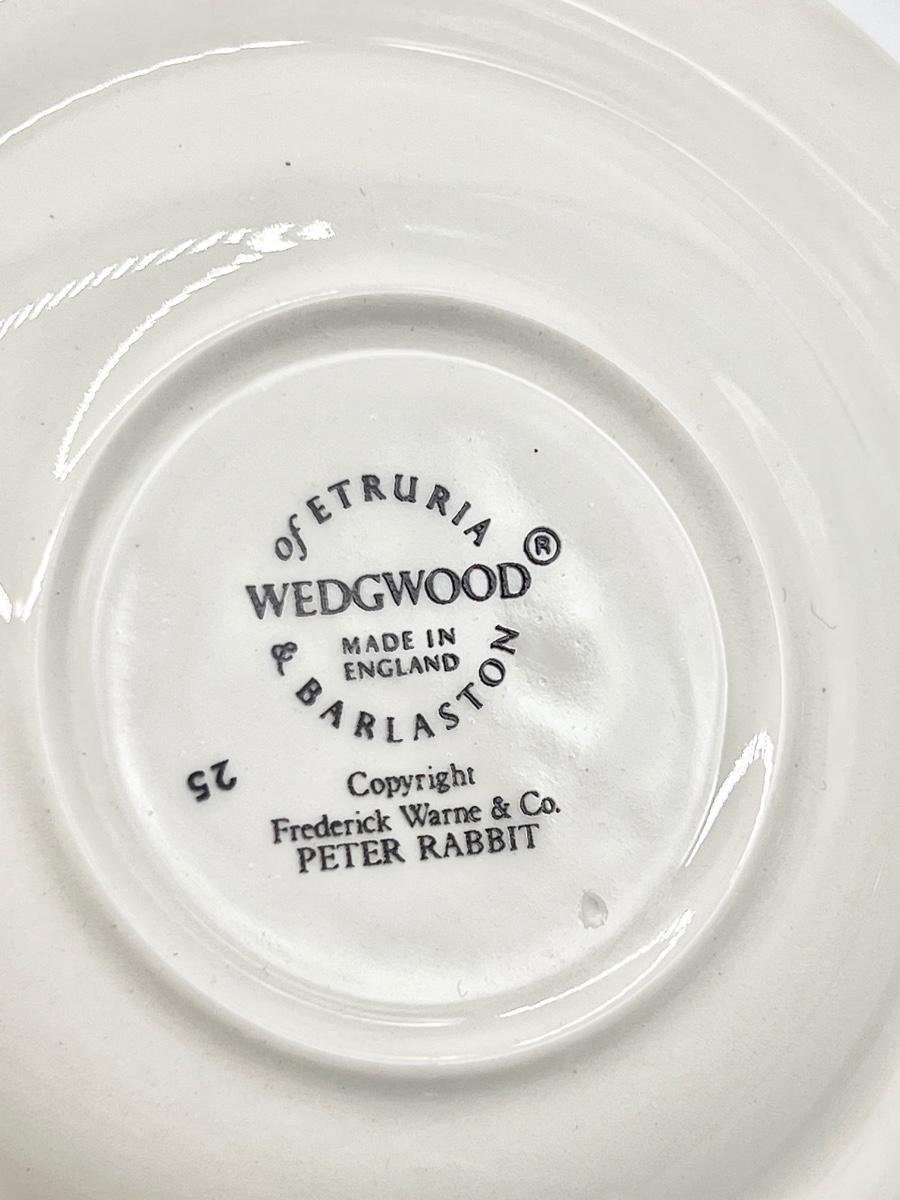 of ETRURIA
WEDGWOOD®
MADE IN
ENGLAND
& BARLASTON
25
Copyright
Frederick Warne & Co.
PETER RABBIT